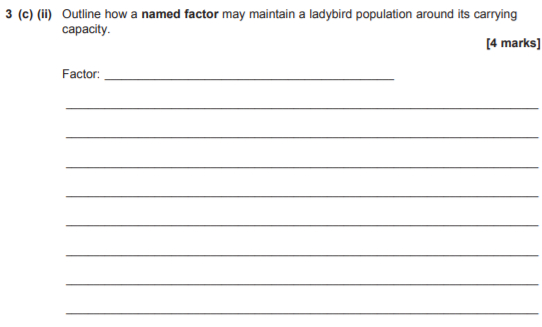 3 (c) (ii) Outline how a named factor may maintain a ladybird population around its carrying
capacity.
[4 marks]
Factor: